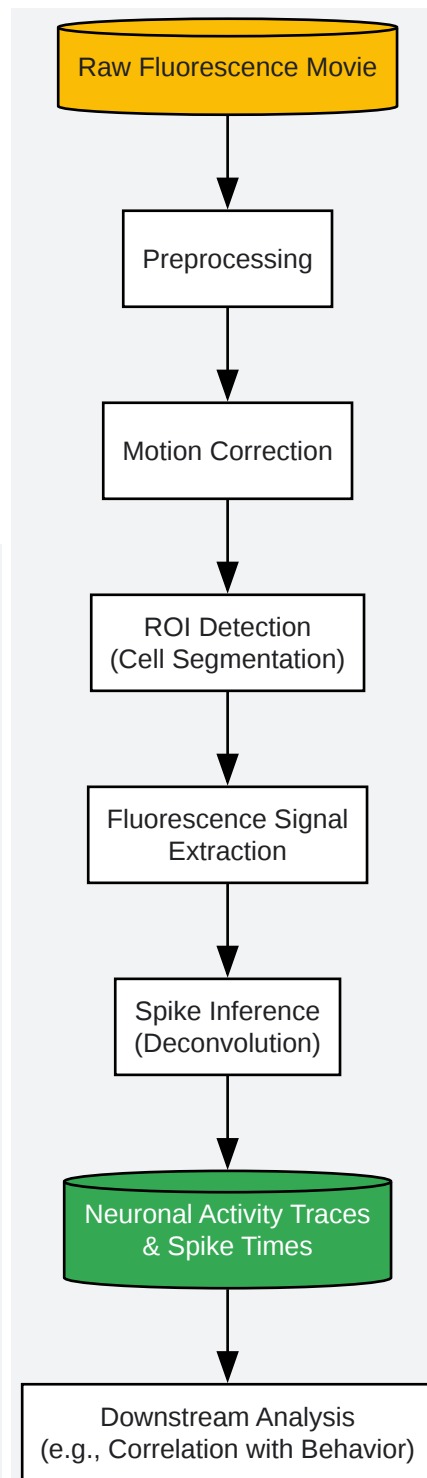 Raw Fluorescence Movie
Preprocessing
Motion Correction
ROI Detection
(Cell Segmentation)
Fluorescence Signal
Extraction
Spike Inference
(Deconvolution)
Neuronal Activity Traces
& Spike Times
Downstream Analysis
(e.g., Correlation with Behavior)